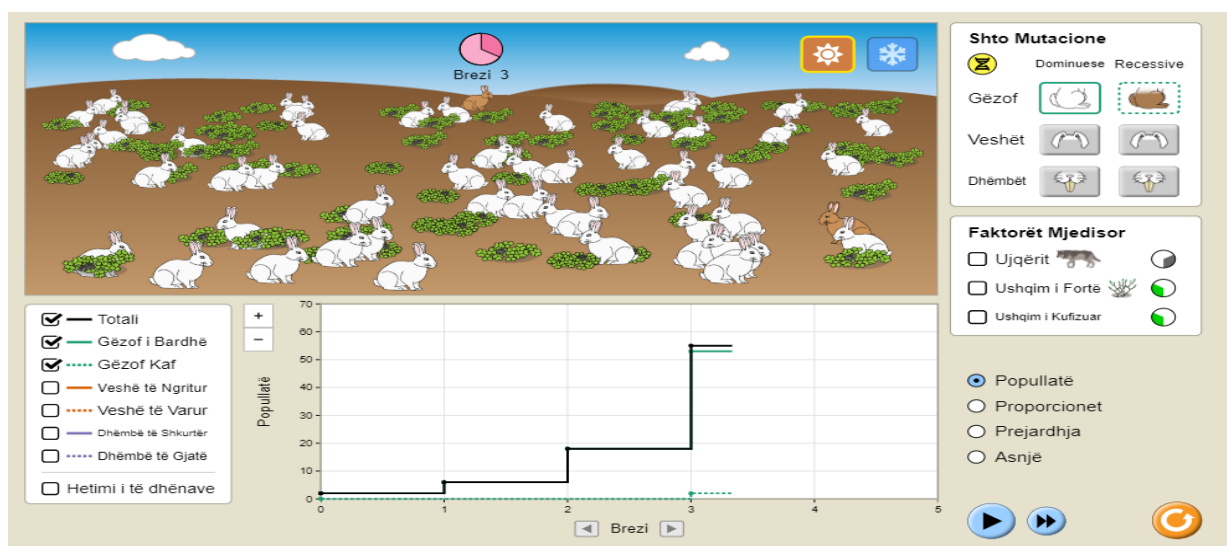 Brezi 3
Shto Mutacione
Dominuese Recessive
Gëzof
Veshët
Dhëmbët
Faktorët Mjedisor
Ujqërit
Ushqim i Fortë
Ushqim i Kufizuar
Totali
Gëzof i Bardhë
Gëzof Kaf
Veshë të Ngritur
Veshë të Varur
Dhëmbë të Shkurtër
Dhëmbë të Gjatë
Hetimi i të dhënave
+
−
Popullatë
70
60
50
40
30
20
10
0
0 1 2 3 4 5
Brezi
Popullatë
Proporcionet
Prejardhja
Asnjë